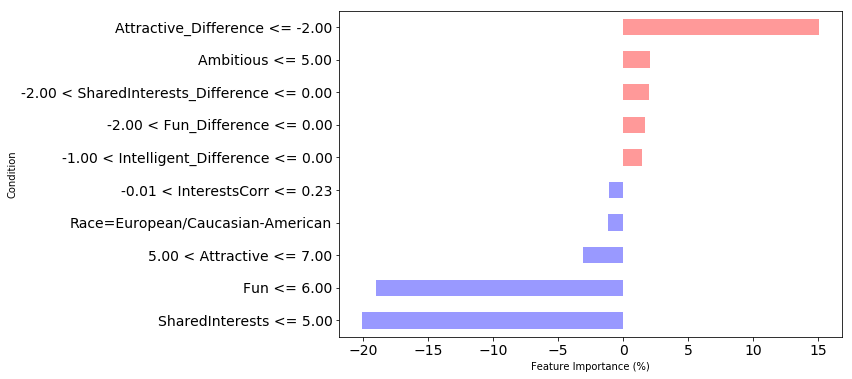 Attractive_Difference <= -2.00
Ambitious <= 5.00
-2.00 < SharedInterests_Difference <= 0.00
-2.00 < Fun_Difference <= 0.00
-1.00 < Intelligent_Difference <= 0.00
-0.01 < InterestsCorr <= 0.23
Race=European/Caucasian-American
5.00 < Attractive <= 7.00
Fun <= 6.00
SharedInterests <= 5.00
Condition
−20 −15 −10 −5 0 5 10 15
Feature Importance (%)